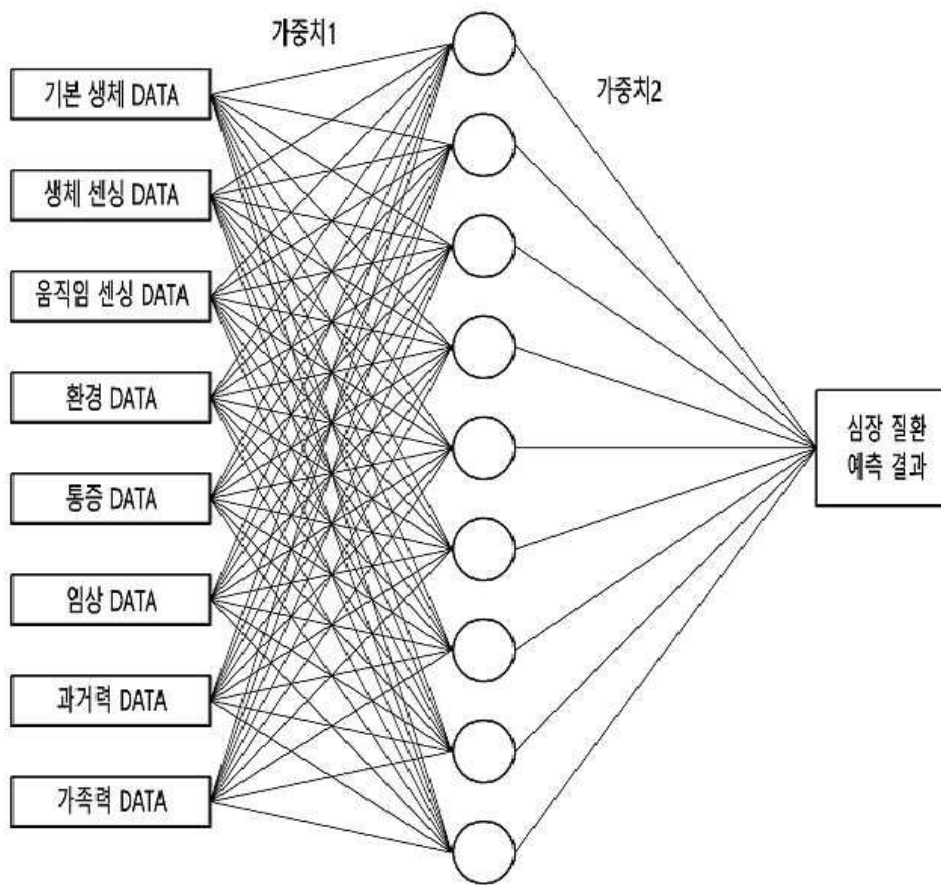 가중치1
가중치2
기본 생체 DATA
생체 센싱 DATA
움직임 센싱 DATA
환경 DATA
통증 DATA
임상 DATA
과거력 DATA
가족력 DATA
심장 질환
예측 결과